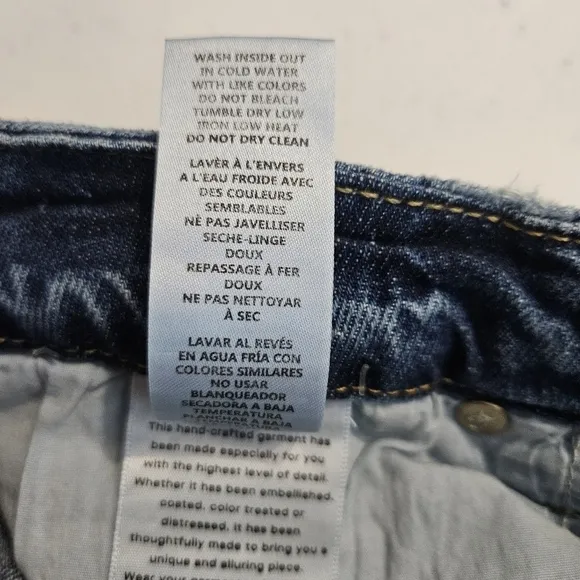 WASH INSIDE OUT
IN COLD WATER
WITH LIKE COLORS
DO NOT BLEACH
TUMBLE DRY LOW
IRON LOW HEAT
DO NOT DRY CLEAN
LAVÈR À L'ENVERS
A L'EAU FROIDE AVEC
DES COULEURS
SEMBLABLES
NÈ PAS JAVELLISER
SECHE-LINGE
DOUX
REPASSAGE À FER
DOUX
NE PAS NETTOYAR
À SEC
LAVAR AL REVÉS
EN AGUA FRÍA CON
COLORES SIMILARES
NO USAR
BLANQUEADOR
SECADORA A BAJA
TEMPERATURA
PLANCHAR A BAJA
TEMPERATURA
This hand-crafted garment has
been made especially for you
with the highest level of detail.
Whether it has been embellished,
coated, color treated or
distressed, it has been
thoughtfully made to bring you a
unique and alluring piece.
Wear your